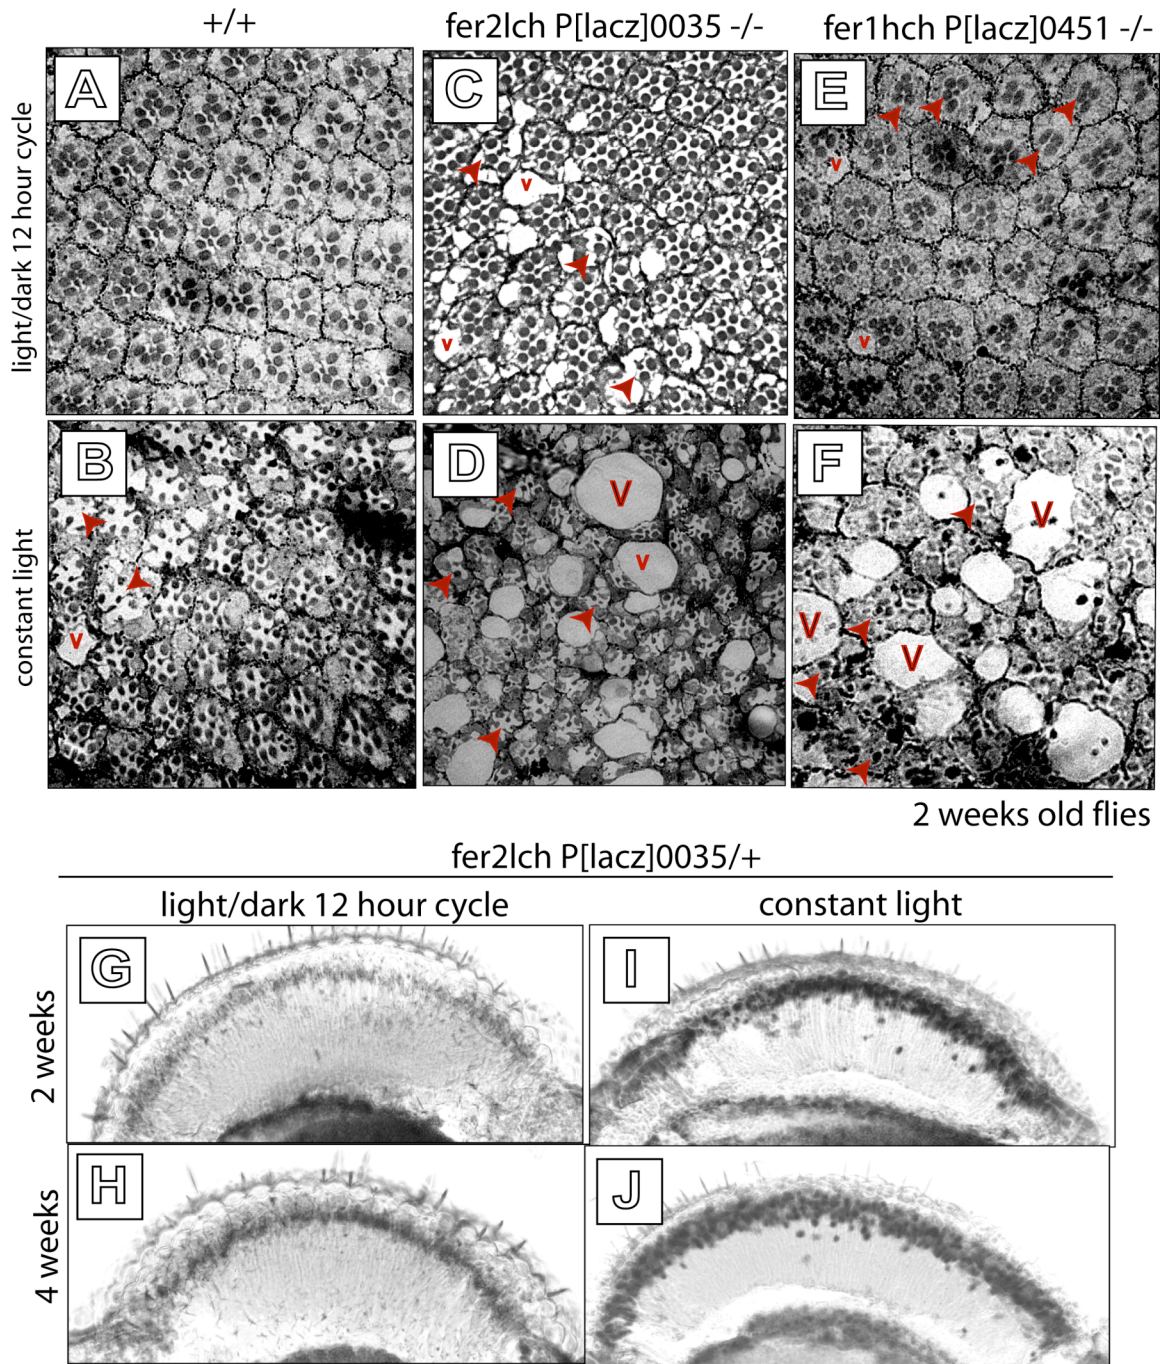 +/+
fer2lch P[lacz]0035 -/-
fer1hch P[lacz]0451 -/-
light/dark 12 hour cycle
A
C
v
v
E
v
v
constant light
B
v
D
V
v
F
V
V
V
2 weeks old flies
fer2lch P[lacz]0035/+
light/dark 12 hour cycle
constant light
2 weeks
G
I
4 weeks
H
J